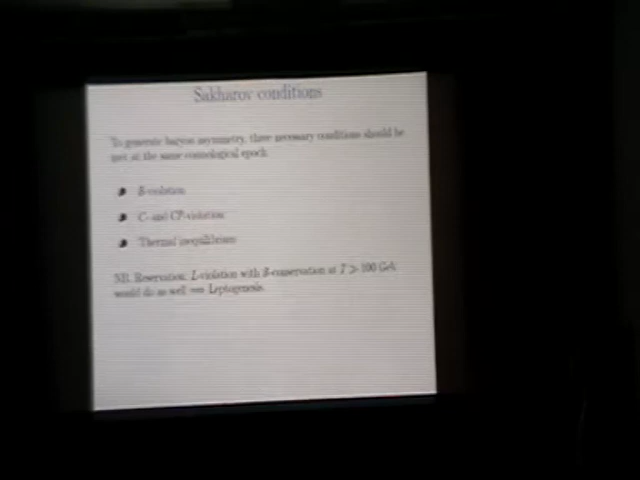 Sakharov conditions
To generate baryon asymmetry, three necessary conditions should be
met at the same cosmological epoch:
B-violation
C- and CP-violation
Thermal inequilibrium
NB. Reservation: L-violation with B-conservation at T ≫ 100 GeV
would do as well ⟹ Leptogenesis.